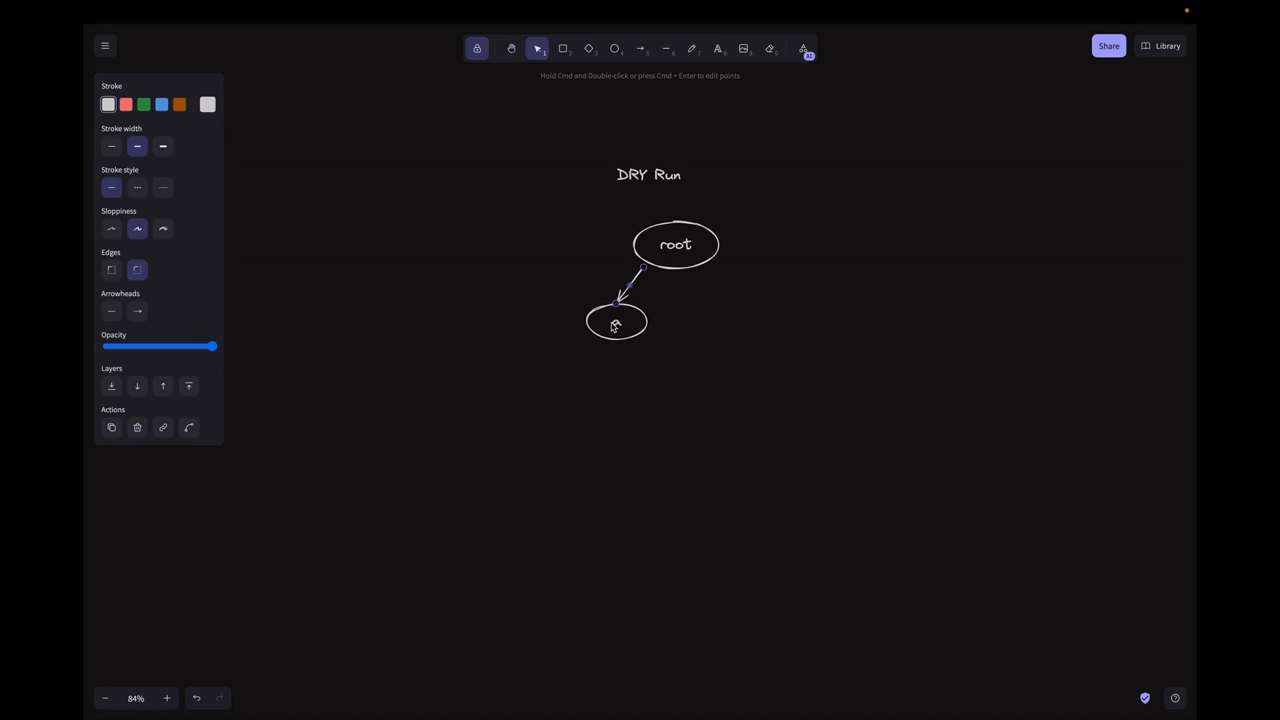 Share
Library
Hold Cmd and Double-click or press Cmd + Enter to edit points
Stroke
Stroke width
Stroke style
Sloppiness
Edges
Arrowheads
Opacity
Layers
Actions
DRY Run
root
84%